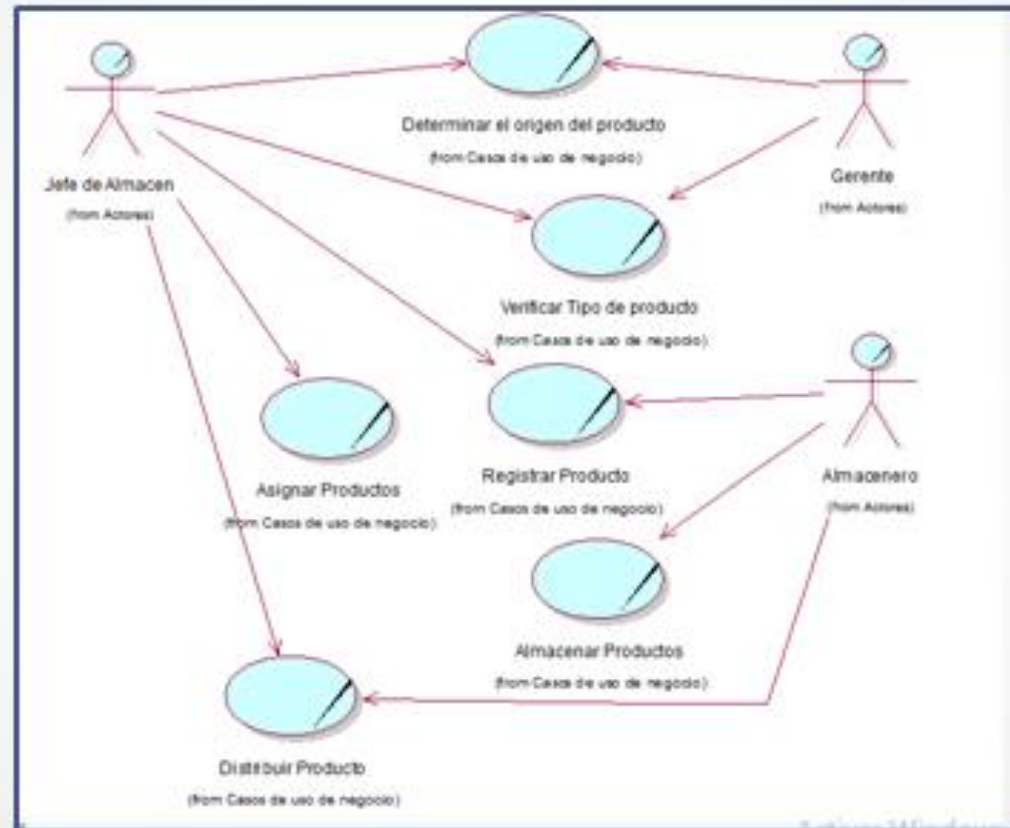 Determinar el origen del producto
(from Casos de uso de negocio)
Jefe de Almacen
(from Actores)
Gerente
(from Actores)
Verificar Tipo de producto
(from Casos de uso de negocio)
Asignar Productos
(from Casos de uso de negocio)
Registrar Producto
(from Casos de uso de negocio)
Almacenero
(from Actores)
Almacenar Productos
(from Casos de uso de negocio)
Distribuir Producto
(from Casos de uso de negocio)